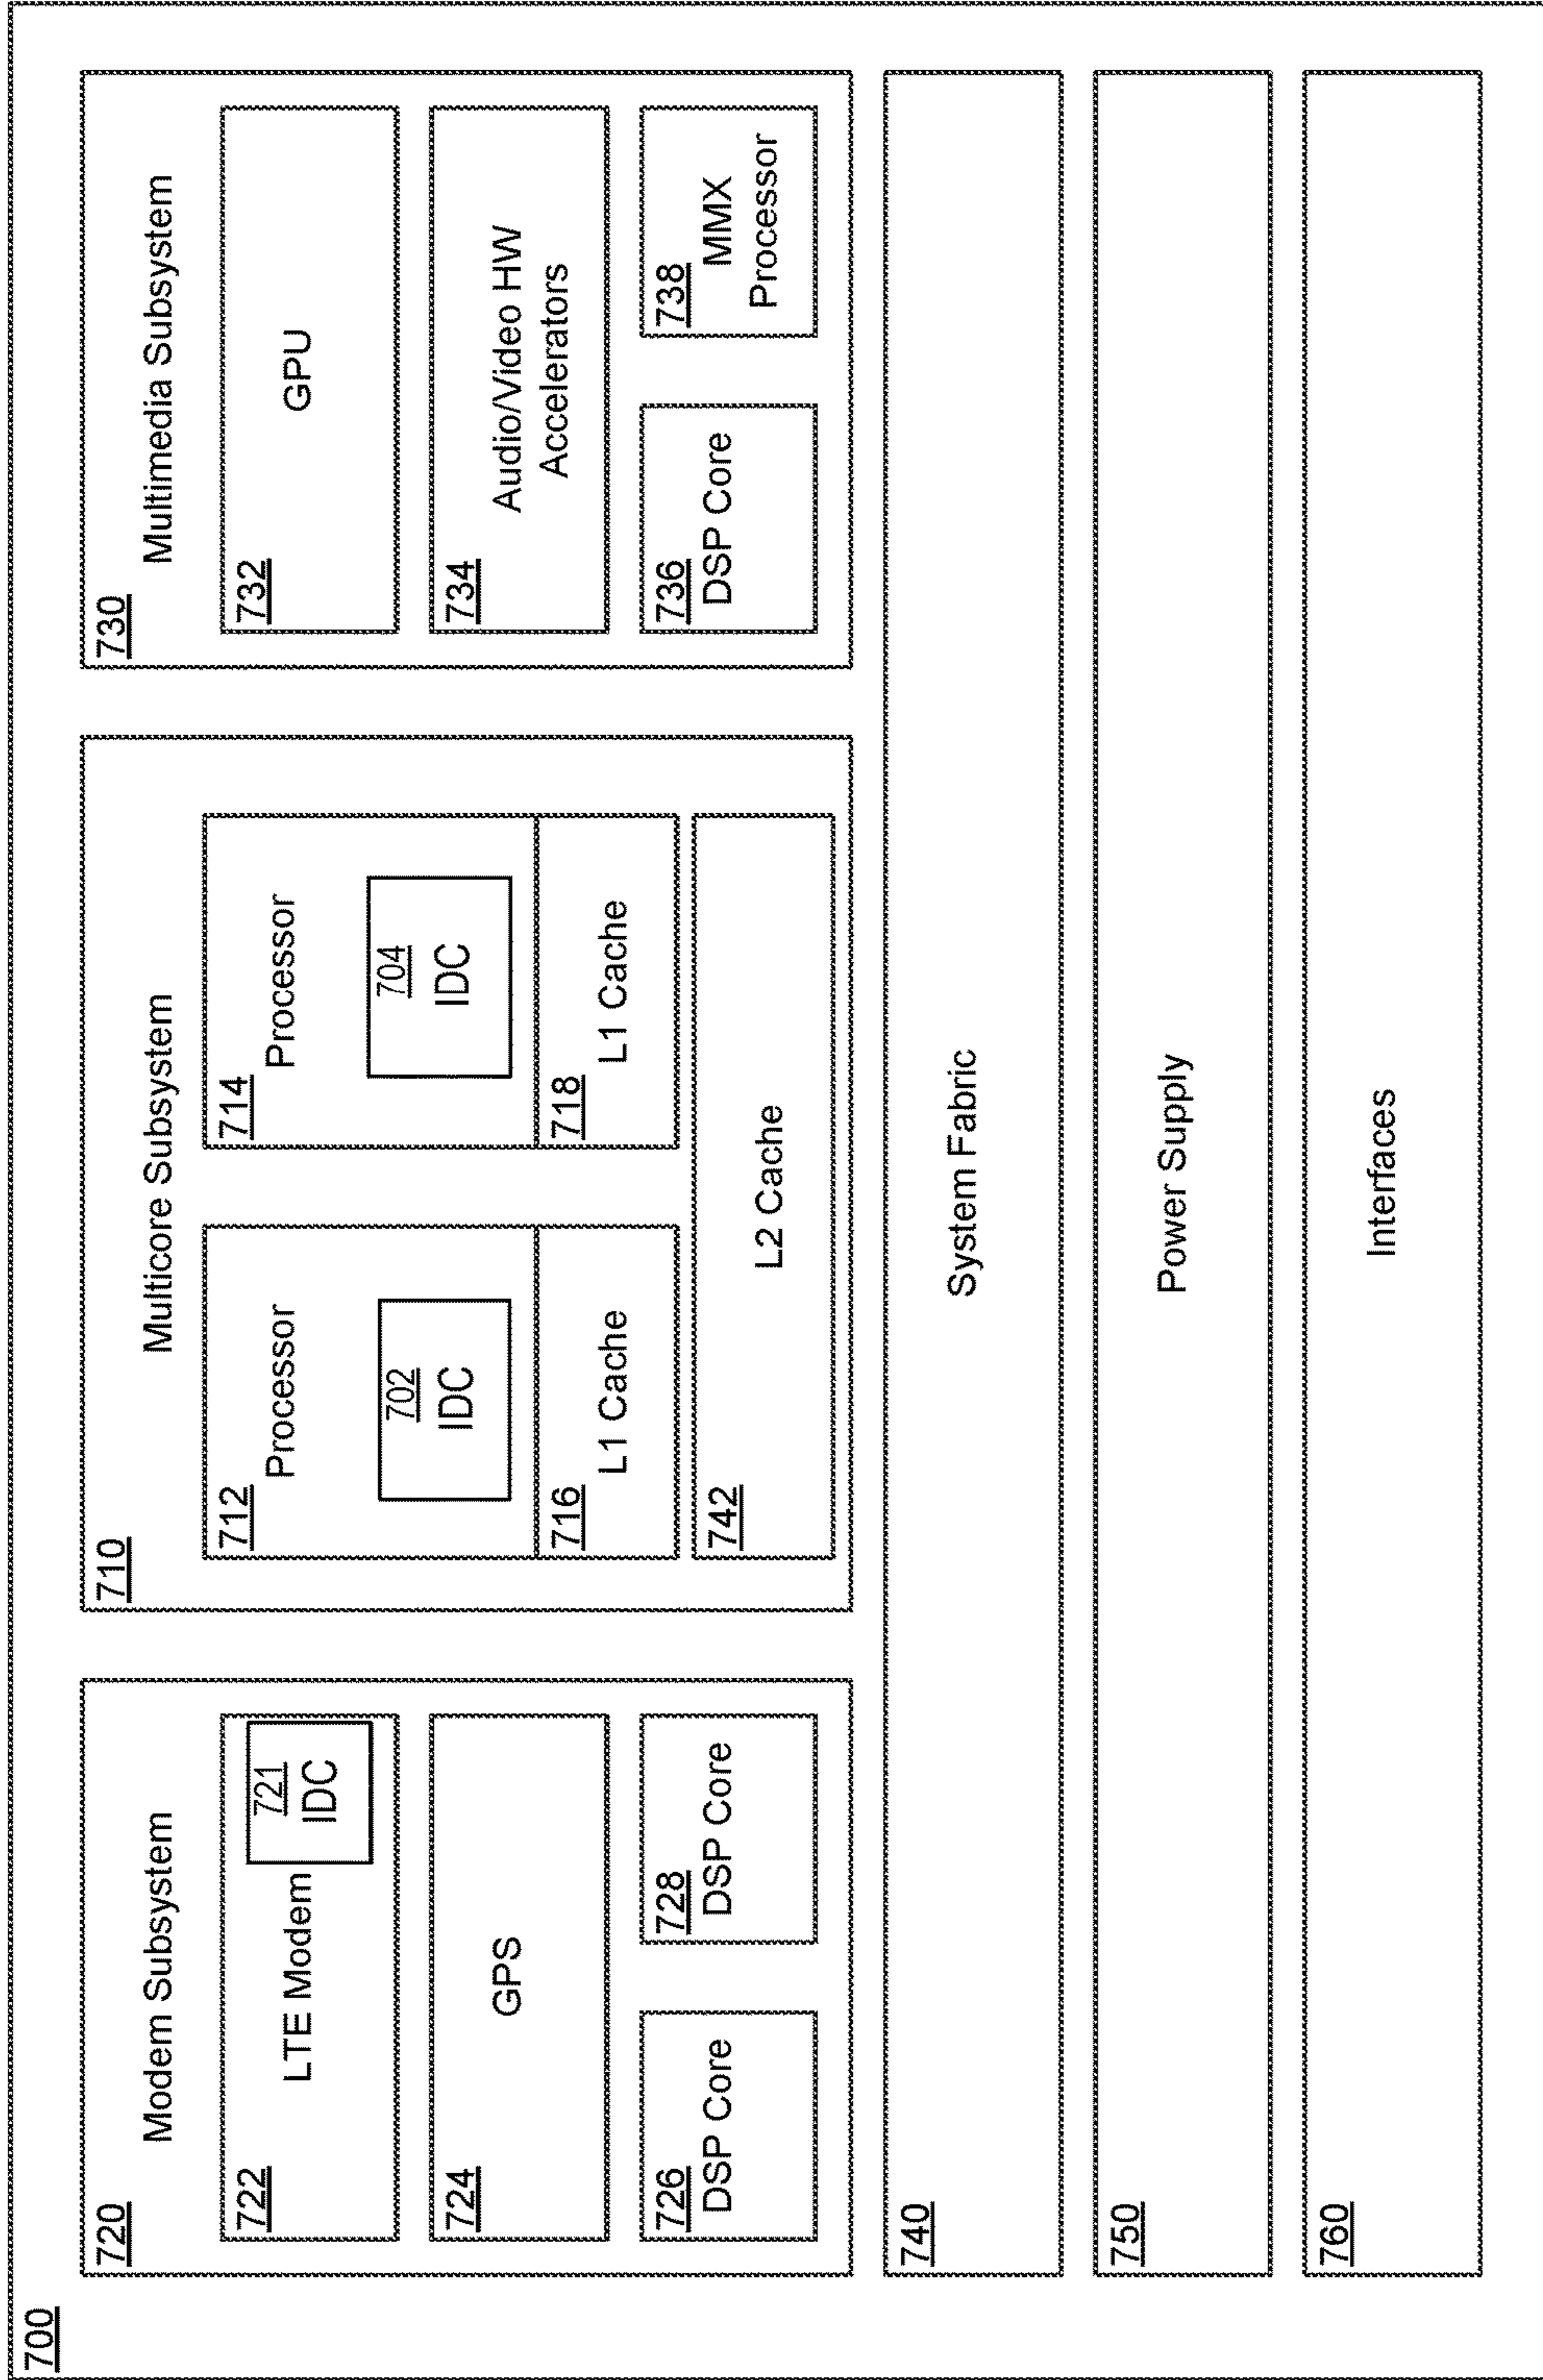 700
720
Modem Subsystem
722
LTE Modem
721
IDC
724
GPS
726
DSP Core
728
DSP Core
710
Multicore Subsystem
712
Processor
702
IDC
716
L1 Cache
714
Processor
704
IDC
718
L1 Cache
742
L2 Cache
730
Multimedia Subsystem
732
GPU
734
Audio/Video HW
Accelerators
736
DSP Core
738
MMX
Processor
740
System Fabric
750
Power Supply
760
Interfaces